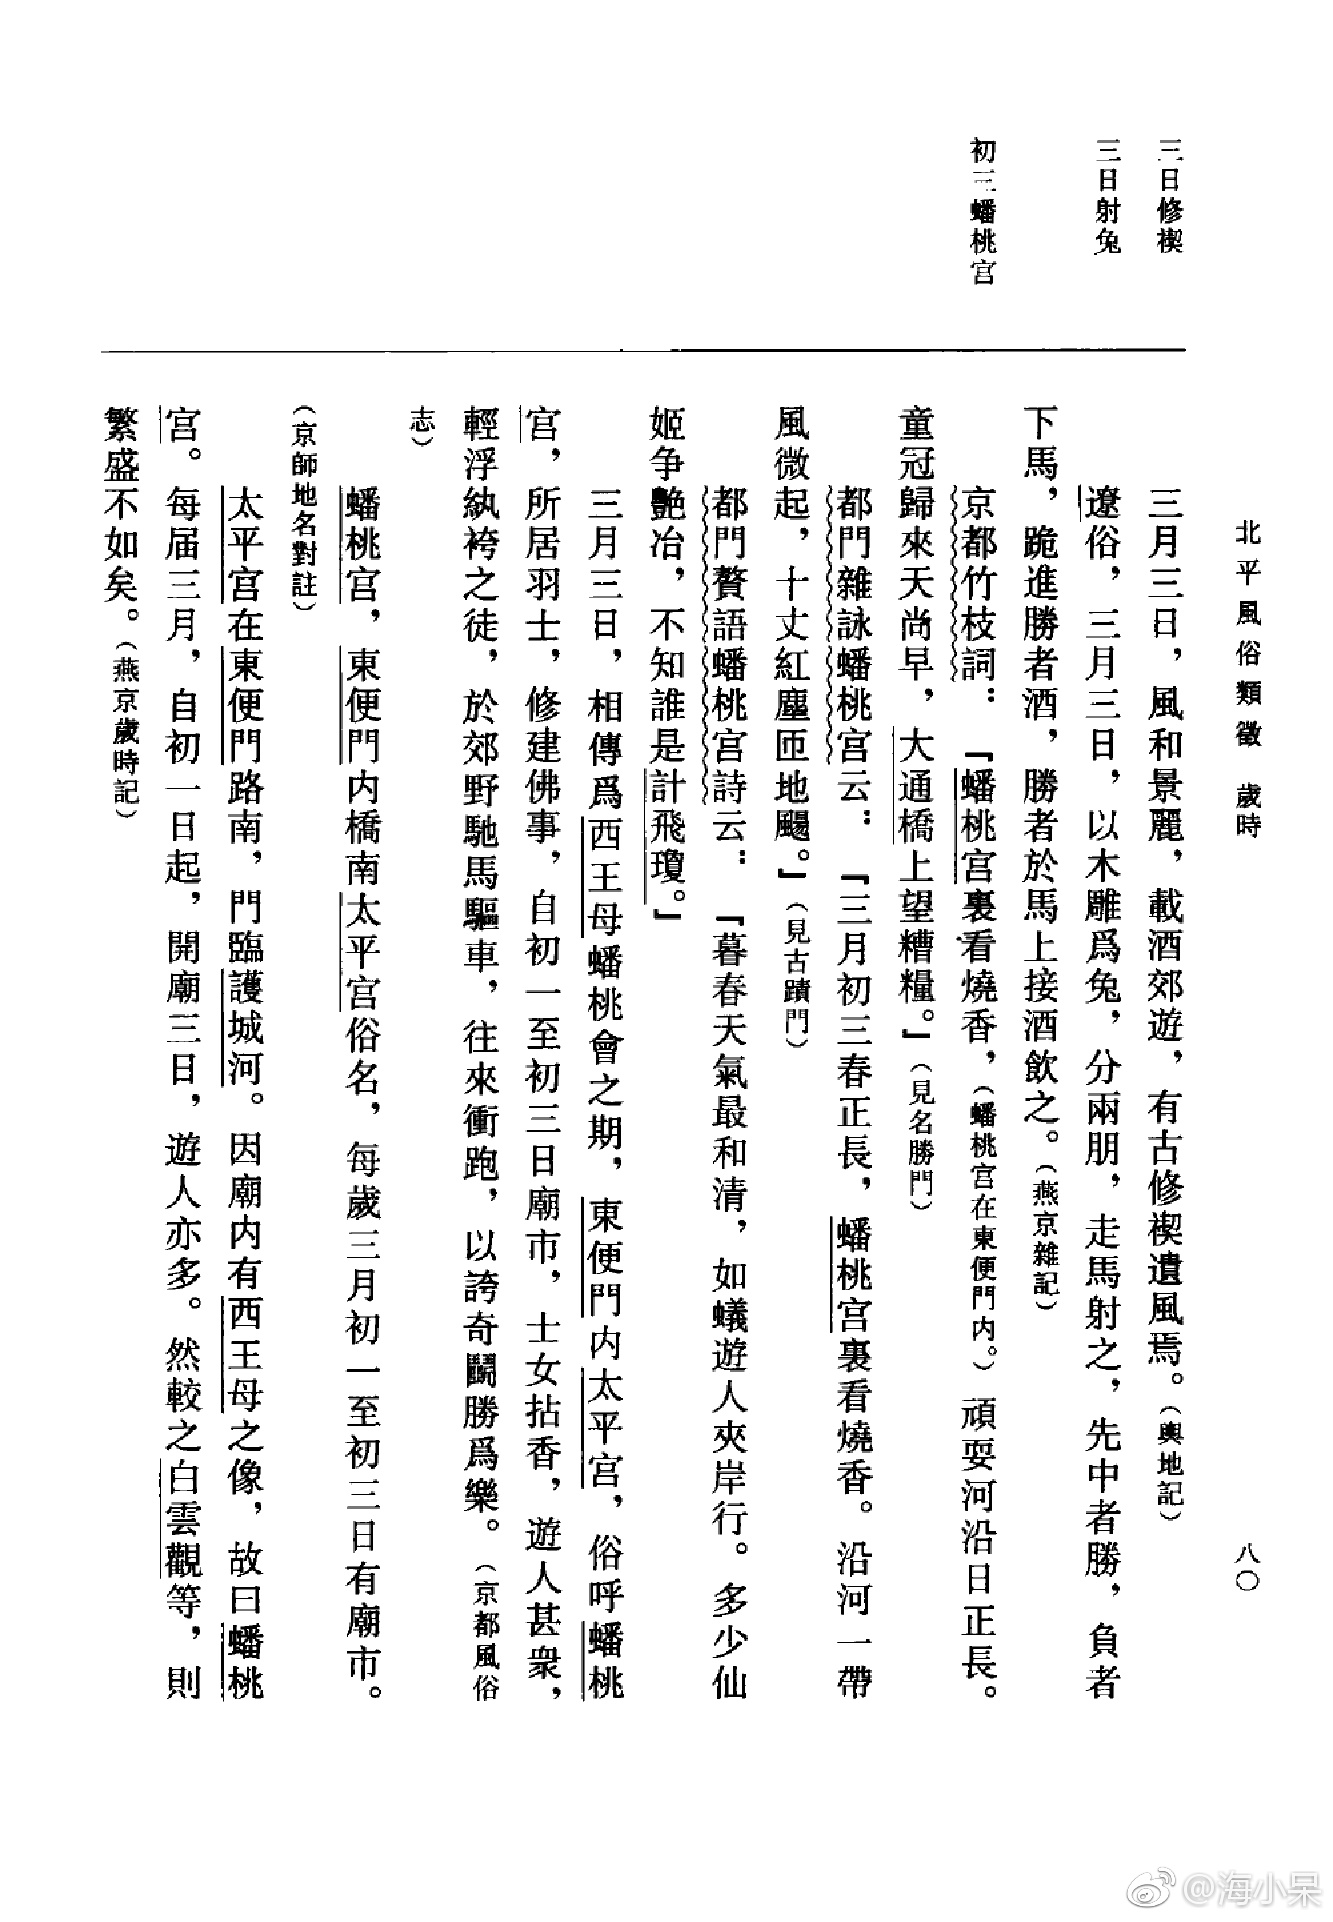 北平風俗類徵　歲時
八〇
三日修禊
三日射兔
初三蟠桃宮
三月三日，風和景麗，載酒郊遊，有古修禊遺風焉。（輿地記）
遼俗，三月三日，以木雕爲兔，分兩朋，走馬射之，先中者勝，負者
下馬，跪進勝者酒，勝者於馬上接酒飲之。（燕京雜記）
京都竹枝詞：「蟠桃宮裏看燒香，（蟠桃宮在東便門内。）頑耍河沿日正長。
童冠歸來天尚早，大通橋上望糟糧。」（見名勝門）
都門雜詠蟠桃宮云：「三月初三春正長，蟠桃宮裏看燒香。沿河一帶
風微起，十丈紅塵匝地颺。」（見古蹟門）
都門贅語蟠桃宮詩云：「暮春天氣最和清，如蟻遊人夾岸行。多少仙
姬争艷冶，不知誰是計飛瓊。」
三月三日，相傳爲西王母蟠桃會之期，東便門内太平宮，俗呼蟠桃
宮，所居羽士，修建佛事，自初一至初三日廟市，士女拈香，遊人甚衆，
輕浮紈袴之徒，於郊野馳馬驅車，往來衝跑，以誇奇鬬勝爲樂。（京都風俗
志）
蟠桃宮，東便門内橋南太平宮俗名，每歲三月初一至初三日有廟市。
（京師地名對註）
太平宮在東便門路南，門臨護城河。因廟内有西王母之像，故曰蟠桃
宮。每届三月，自初一日起，開廟三日，遊人亦多。然較之白雲觀等，則
繁盛不如矣。（燕京歲時記）
@海小呆